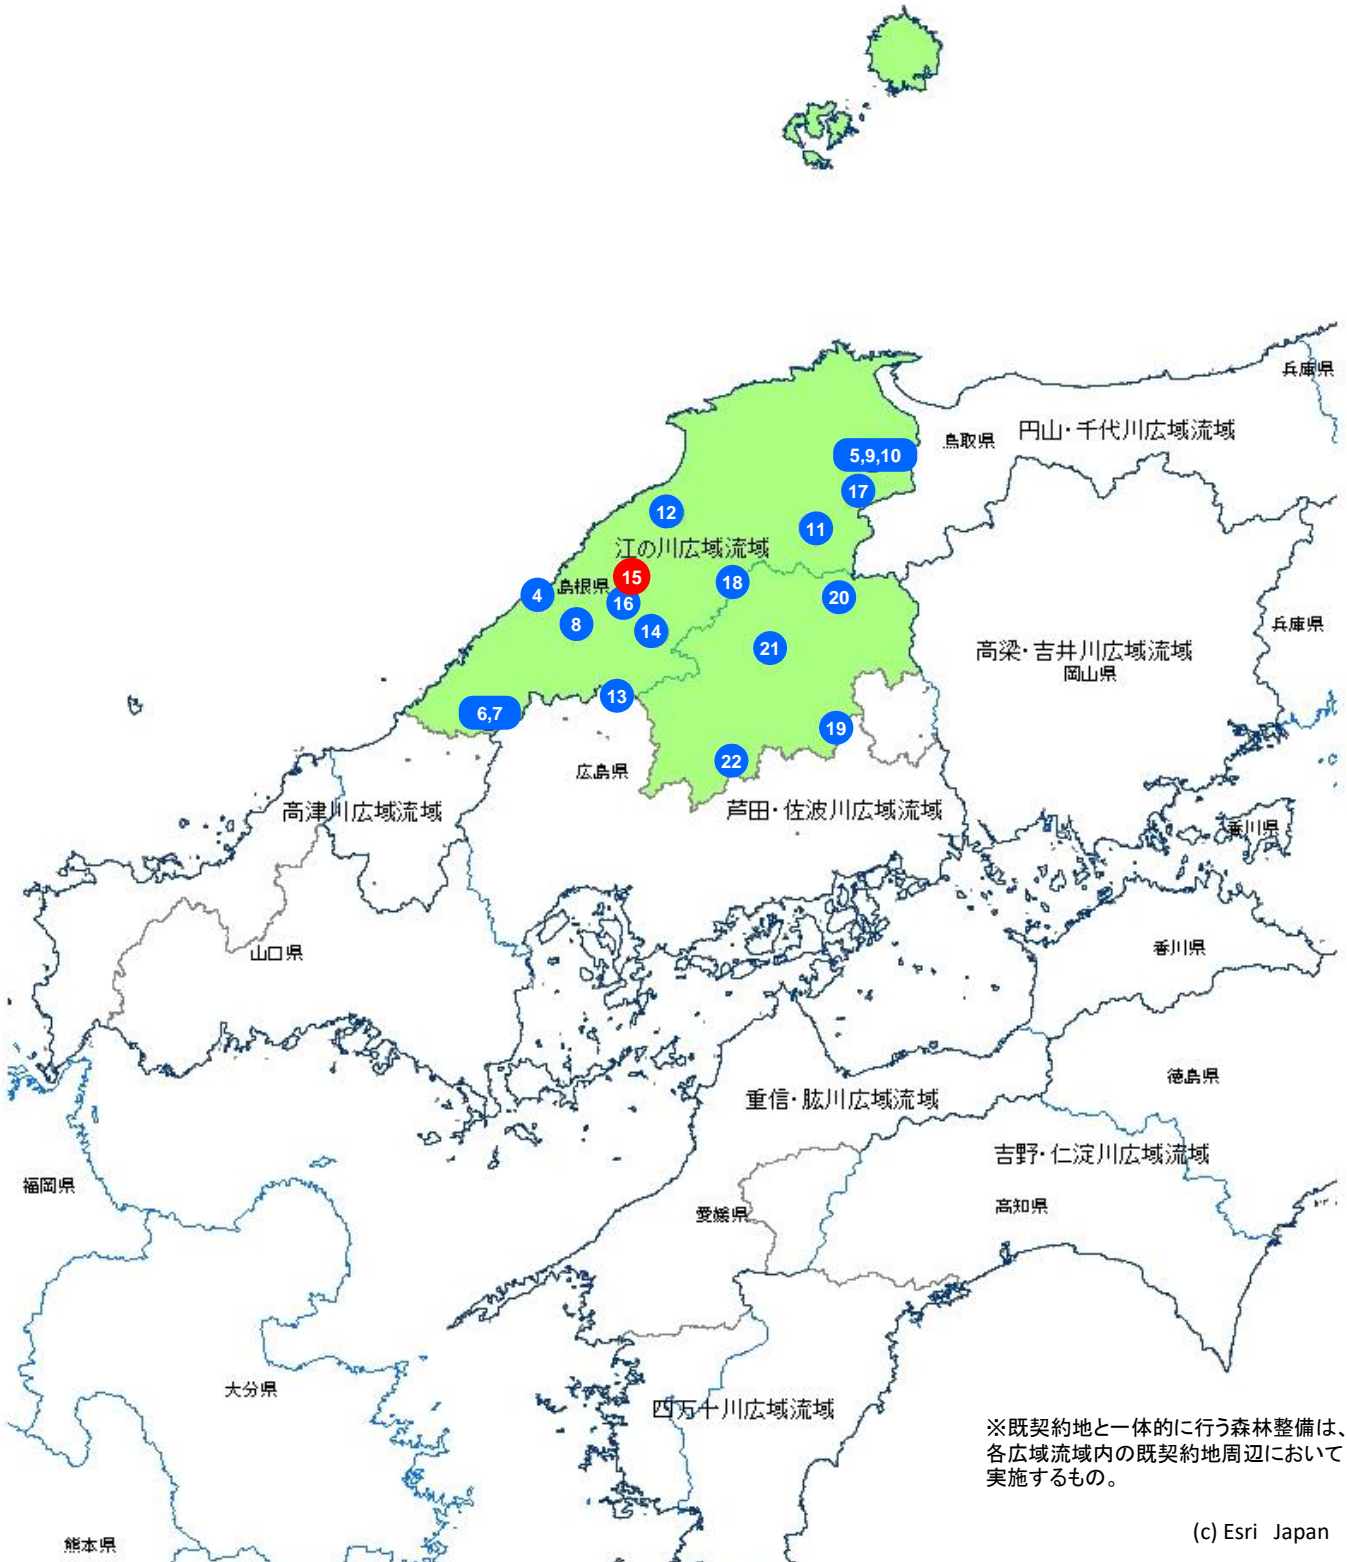 兵庫県
円山・千代川広域流域
鳥取県
5,9,10
17
12
11
江の川広域流域
15
18
島根県
4
16
20
8
14
兵庫県
21
高梁・吉井川広域流域
岡山県
13
6,7
19
22
広島県
高津川広域流域
芦田・佐波川広域流域
香川県
山口県
香川県
徳島県
重信・肱川広域流域
吉野・仁淀川広域流域
福岡県
高知県
愛媛県
大分県
四万十川広域流域
※既契約地と一体的に行う森林整備は、
各広域流域内の既契約地周辺において
実施するもの。
(c) Esri Japan
熊本県